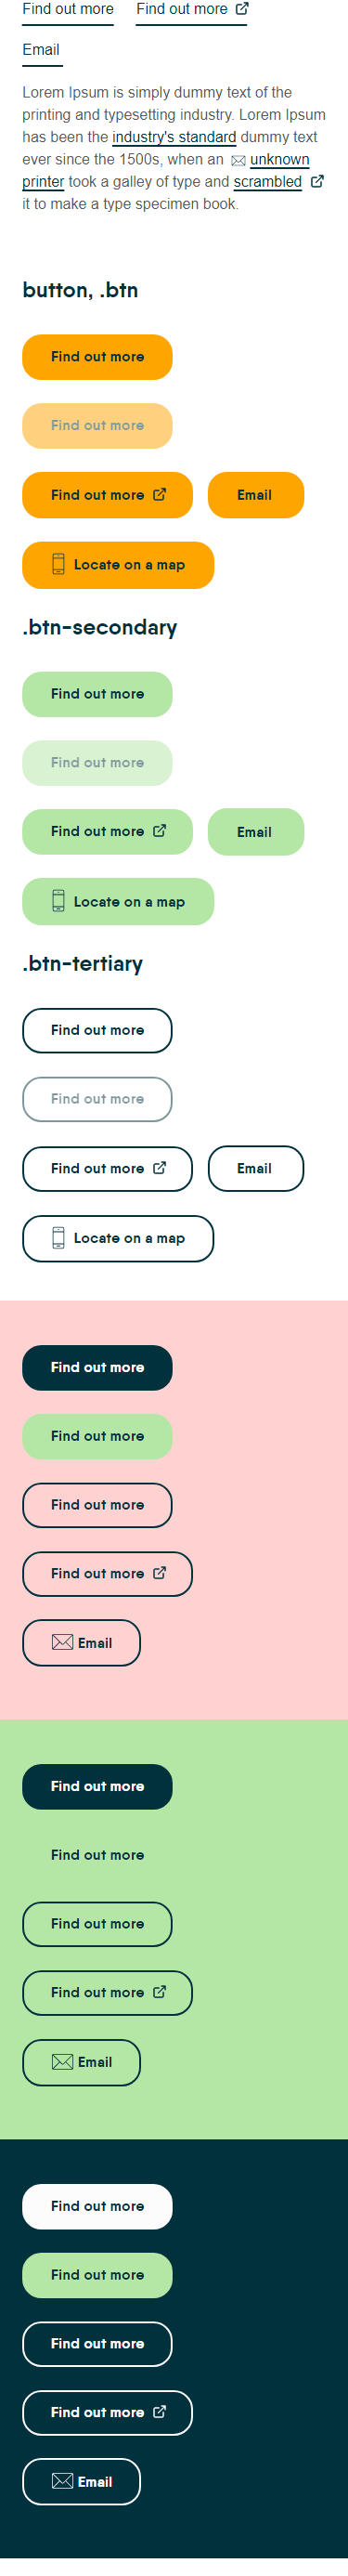 Find out more Find out more
Email
Lorem Ipsum is simply dummy text of the
printing and typesetting industry. Lorem Ipsum
has been the industry's standard dummy text
ever since the 1500s, when an unknown
printer took a galley of type and scrambled
it to make a type specimen book.
button, .btn
Find out more
Find out more
Find out more Email
Locate on a map
.btn-secondary
Find out more
Find out more
Find out more Email
Locate on a map
.btn-tertiary
Find out more
Find out more
Find out more Email
Locate on a map
Find out more
Find out more
Find out more
Find out more
Email
Find out more
Find out more
Find out more
Find out more
Email
Find out more
Find out more
Find out more
Find out more
Email